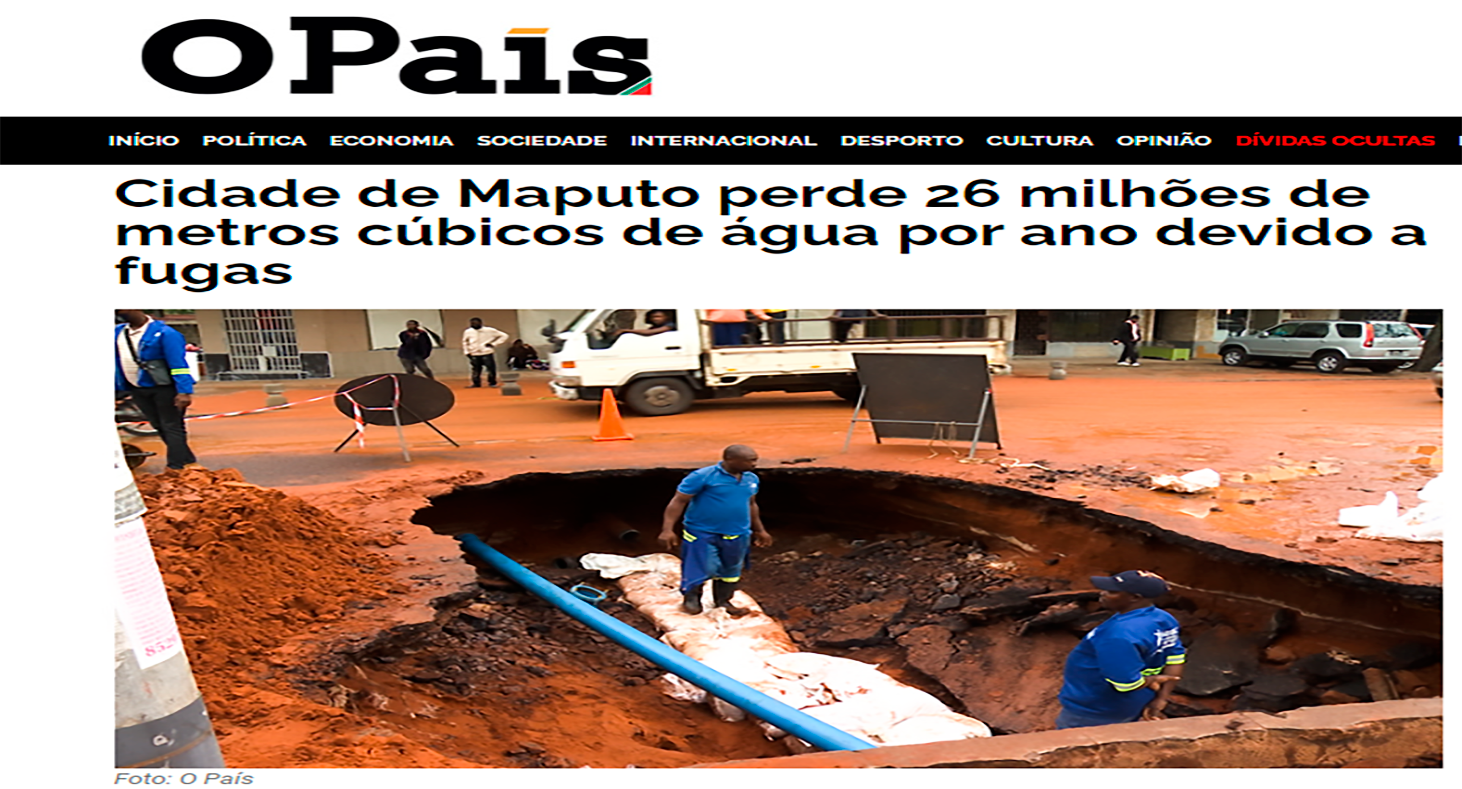 O País
INÍCIO POLÍTICA ECONOMIA SOCIEDADE INTERNACIONAL DESPORTO CULTURA OPINIÃO DÍVIDAS OCULTAS
Cidade de Maputo perde 26 milhões de
metros cúbicos de água por ano devido a
fugas
Foto: O País